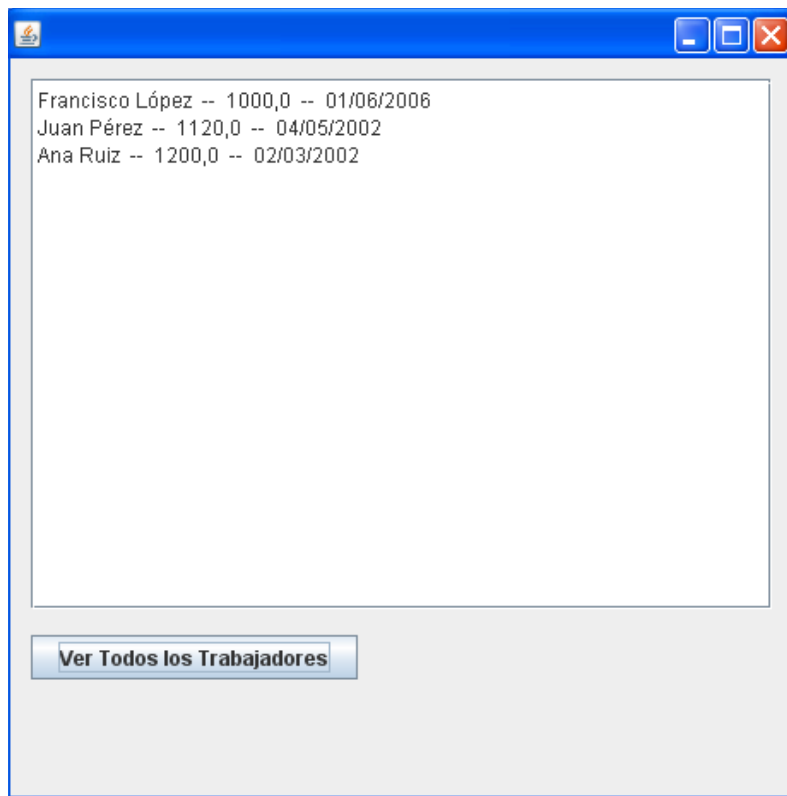 Francisco López -- 1000,0 -- 01/06/2006
Juan Pérez -- 1120,0 -- 04/05/2002
Ana Ruiz -- 1200,0 -- 02/03/2002
Ver Todos los Trabajadores